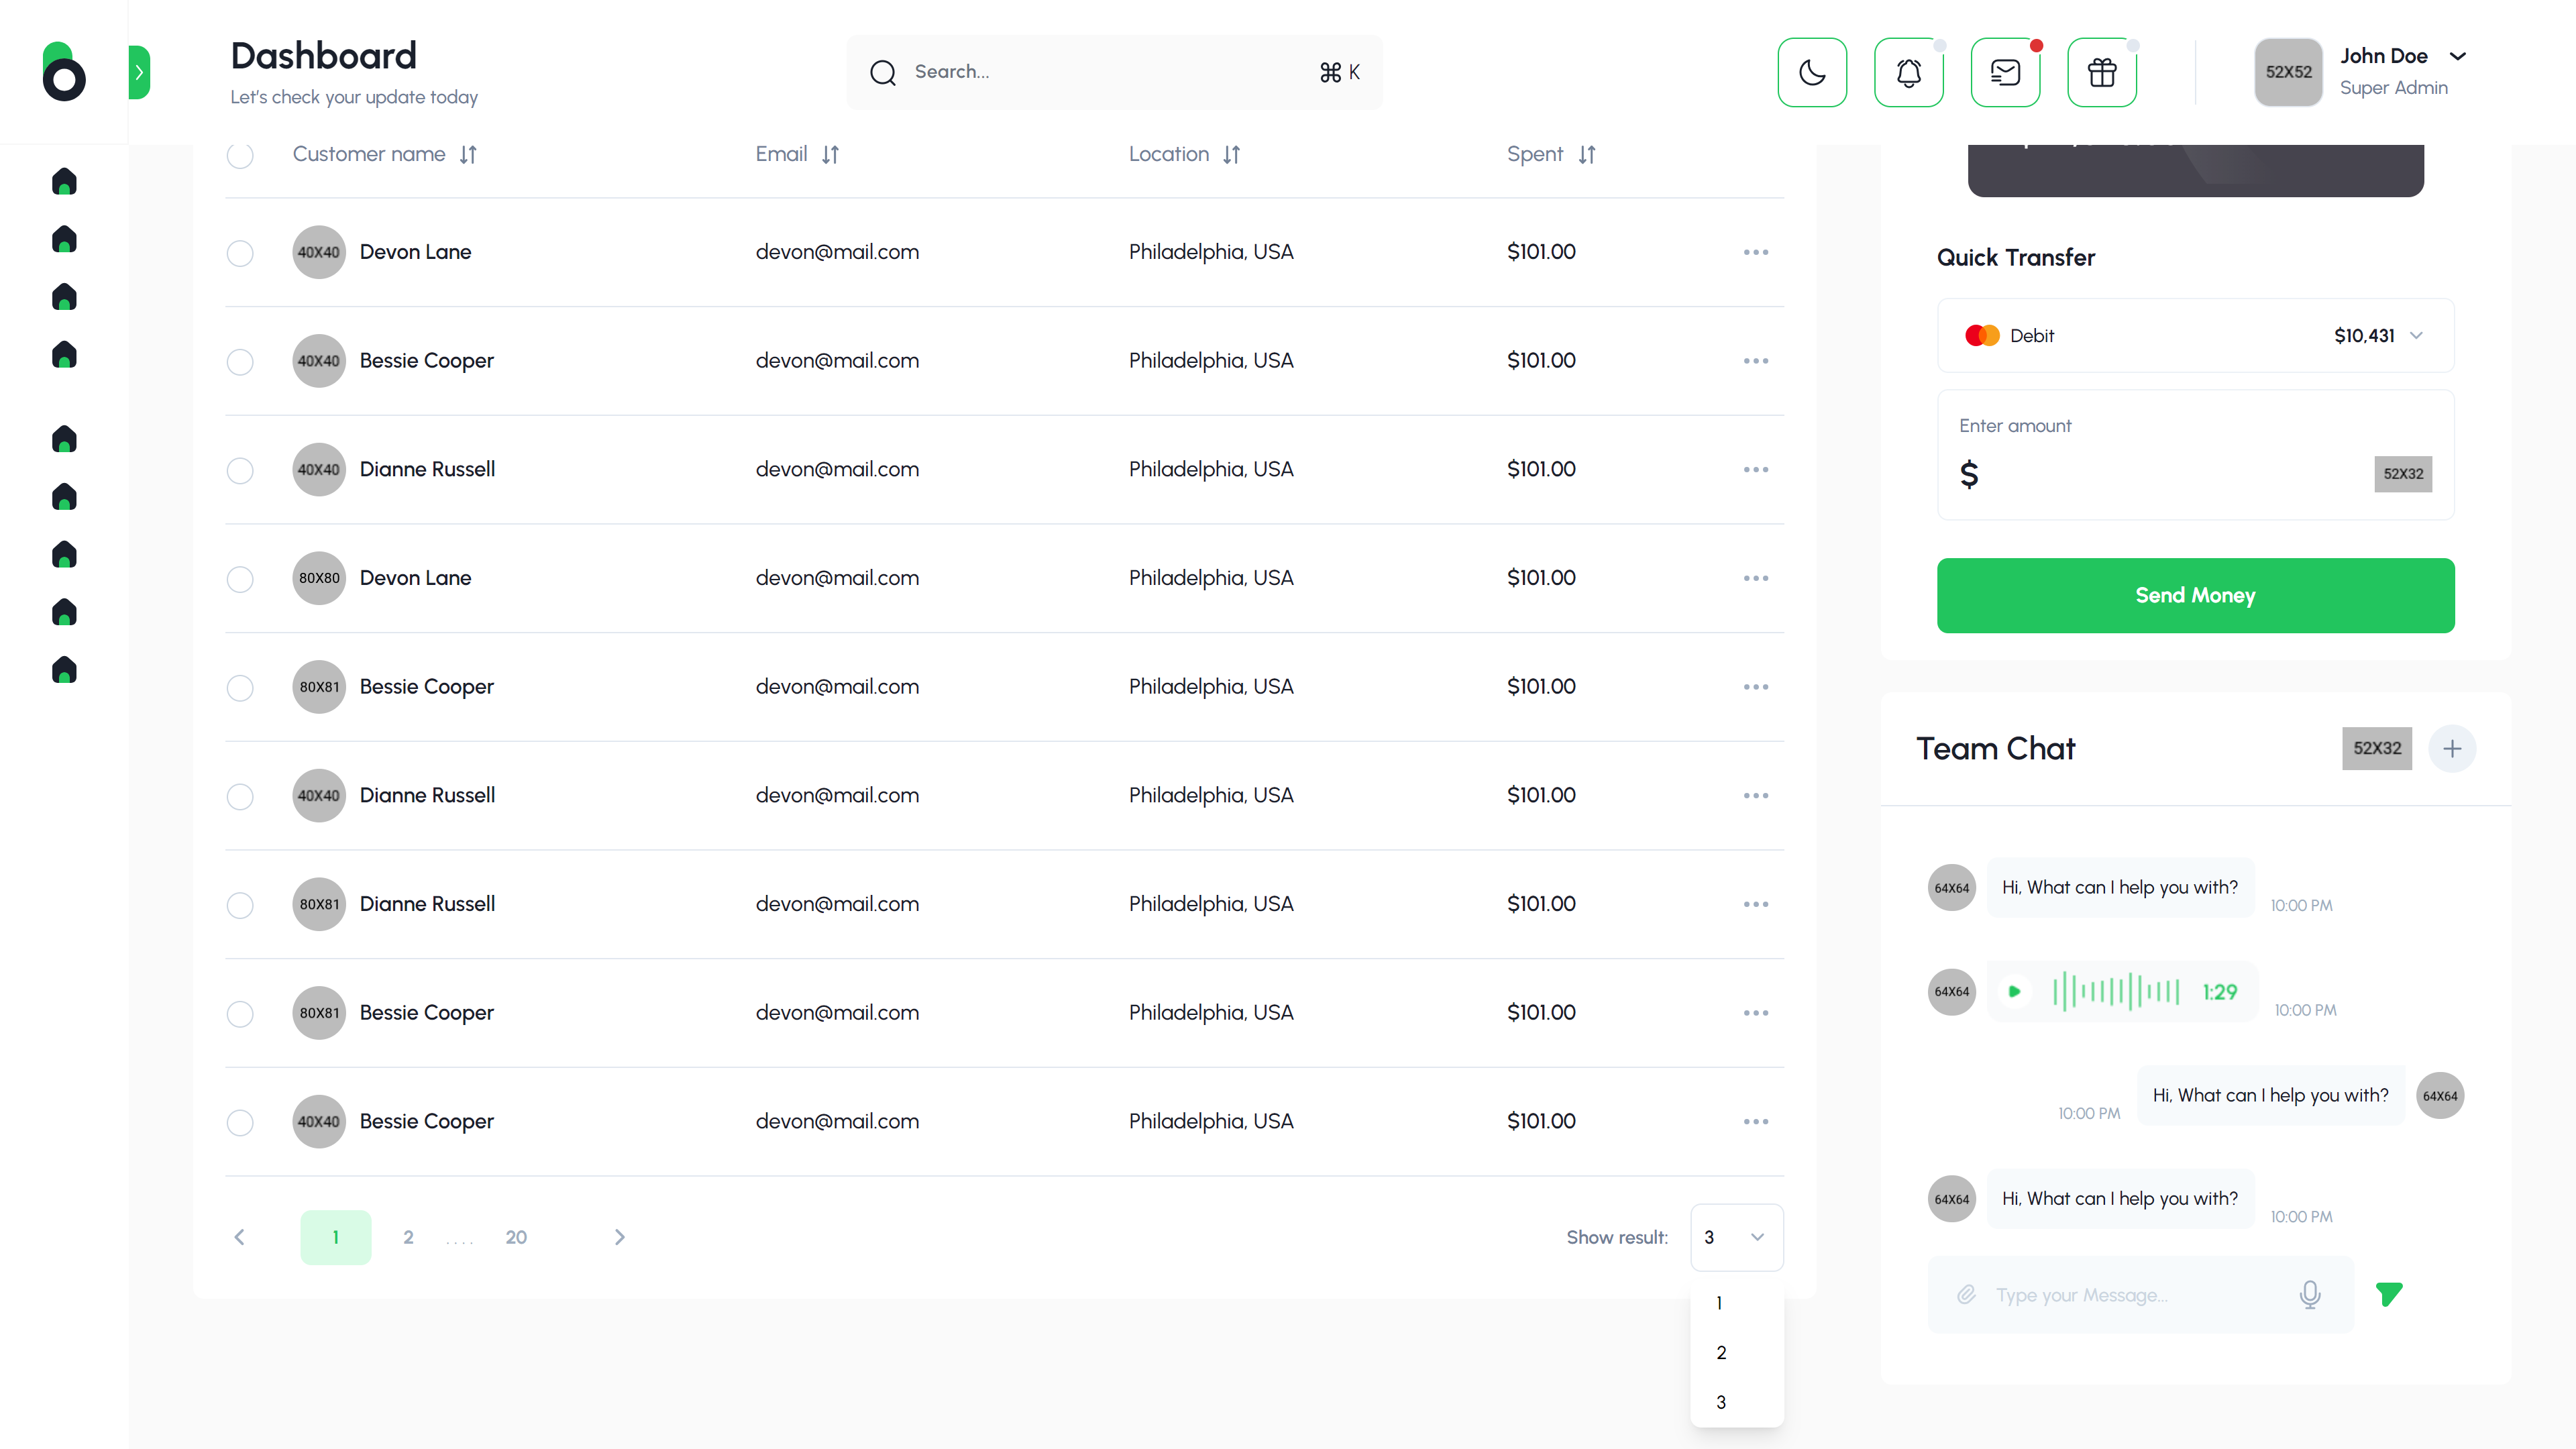 Dashboard
Let's check your update today
Search...
⌘ K
52X52
John Doe
Super Admin
Customer name
Email
Location
Spent
40X40 Devon Lane devon@mail.com Philadelphia, USA $101.00
40X40 Bessie Cooper devon@mail.com Philadelphia, USA $101.00
40X40 Dianne Russell devon@mail.com Philadelphia, USA $101.00
80X80 Devon Lane devon@mail.com Philadelphia, USA $101.00
80X81 Bessie Cooper devon@mail.com Philadelphia, USA $101.00
40X40 Dianne Russell devon@mail.com Philadelphia, USA $101.00
80X81 Dianne Russell devon@mail.com Philadelphia, USA $101.00
80X81 Bessie Cooper devon@mail.com Philadelphia, USA $101.00
40X40 Bessie Cooper devon@mail.com Philadelphia, USA $101.00
1 2 .... 20
Show result: 3
1
2
3
Quick Transfer
Debit $10,431
Enter amount
$ 52X32
Send Money
Team Chat 52X32
64X64 Hi, What can I help you with? 10:00 PM
64X64 1:29 10:00 PM
10:00 PM Hi, What can I help you with? 64X64
64X64 Hi, What can I help you with? 10:00 PM
Type your Message...